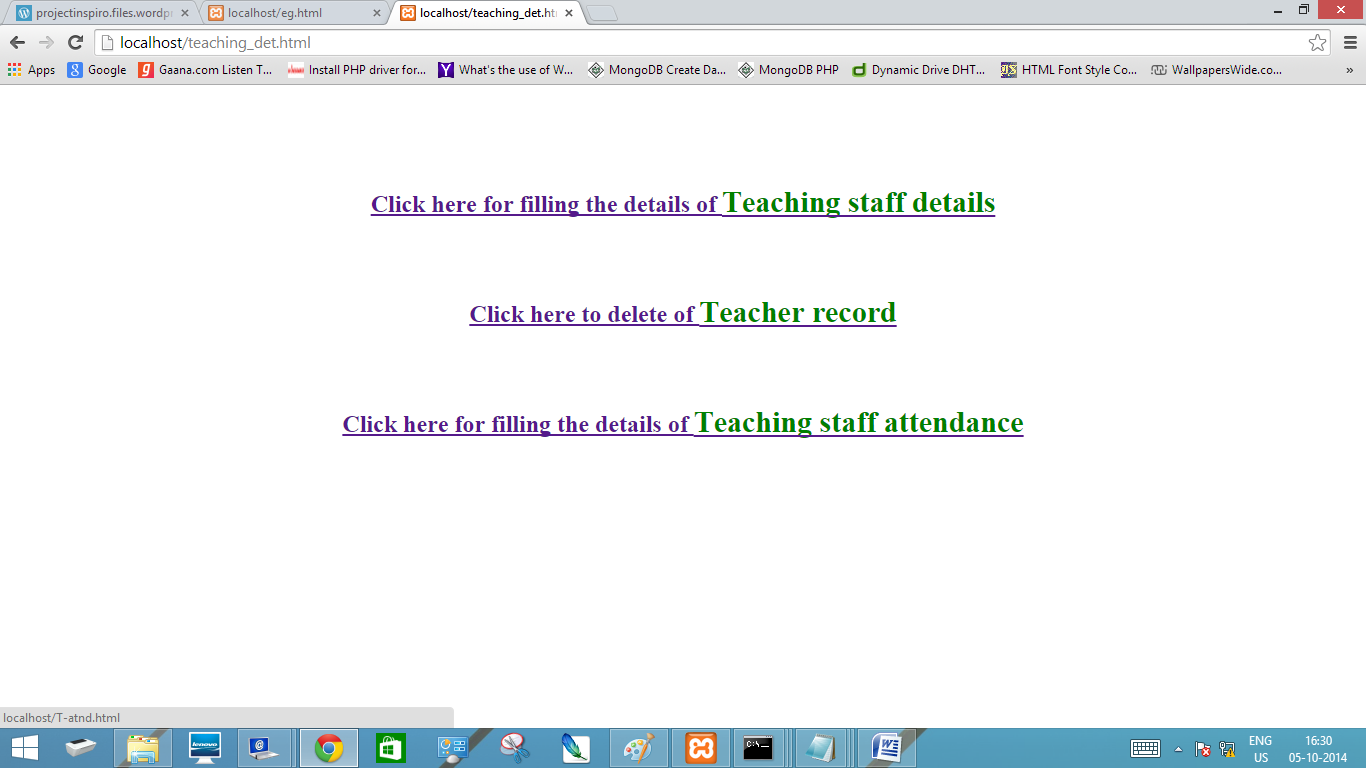 projectinspiro.files.wordpr
localhost/eg.html
localhost/teaching_det.ht
localhost/teaching_det.html
Apps
Google
Gaana.com Listen T...
Install PHP driver for...
What's the use of W...
MongoDB Create Da...
MongoDB PHP
Dynamic Drive DHT...
HTML Font Style Co...
WallpapersWide.co...
»
Click here for filling the details of Teaching staff details
Click here to delete of Teacher record
Click here for filling the details of Teaching staff attendance
localhost/T-atnd.html
lenovo
C:\_
W
ENG
US
16:30
05-10-2014